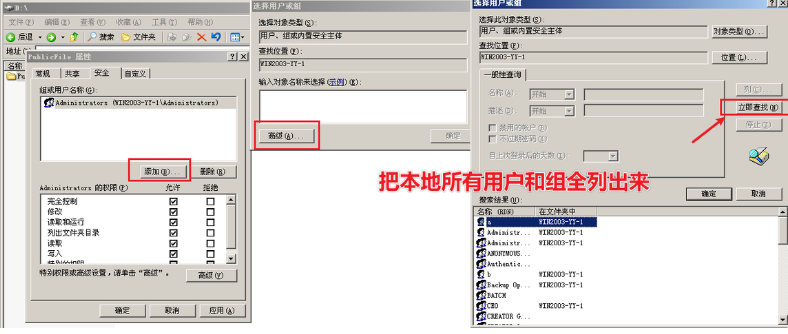 D:\
文件(F) 编辑(E) 查看(V) 收藏(A) 工具(T) 帮助(H)
后退 搜索 文件夹
地址(D)
名称
PublicFile 属性
常规 共享 安全 自定义
组或用户名称(G):
Administrators (WIN2003-YY-1\Administrators)
添加(D)... 删除(R)
Administrators 的权限(P) 允许 拒绝
完全控制
修改
读取和运行
列出文件夹目录
读取
写入
特别的权限
特别权限或高级设置，请单击“高级”。 高级(V)
确定 取消 应用(A)
选择用户或组
选择对象类型(S):
用户、组或内置安全主体
查找位置(F):
WIN2003-YY-1
输入对象名称来选择(示例)(E):
高级(A)... 确定
选择用户或组
选择此对象类型(S):
用户、组或内置安全主体 对象类型(O)...
查找位置(F):
WIN2003-YY-1 位置(L)...
一般性查询
名称(A): 开始 列(C)...
描述(D): 开始 立即查找(N)
禁用的帐户(B) 停止(T)
不过期密码(X)
自上次登录后的天数(I):
把本地所有用户和组全列出来
确定 取消
搜索结果(U):
名称 (RDN) 在文件夹中
a WIN2003-YY-1
Administr... WIN2003-YY-1
Administr... WIN2003-YY-1
ANONYMOUS...
Authentic...
b WIN2003-YY-1
Backup Op... WIN2003-YY-1
BATCH
CEO WIN2003-YY-1
CREATOR G...